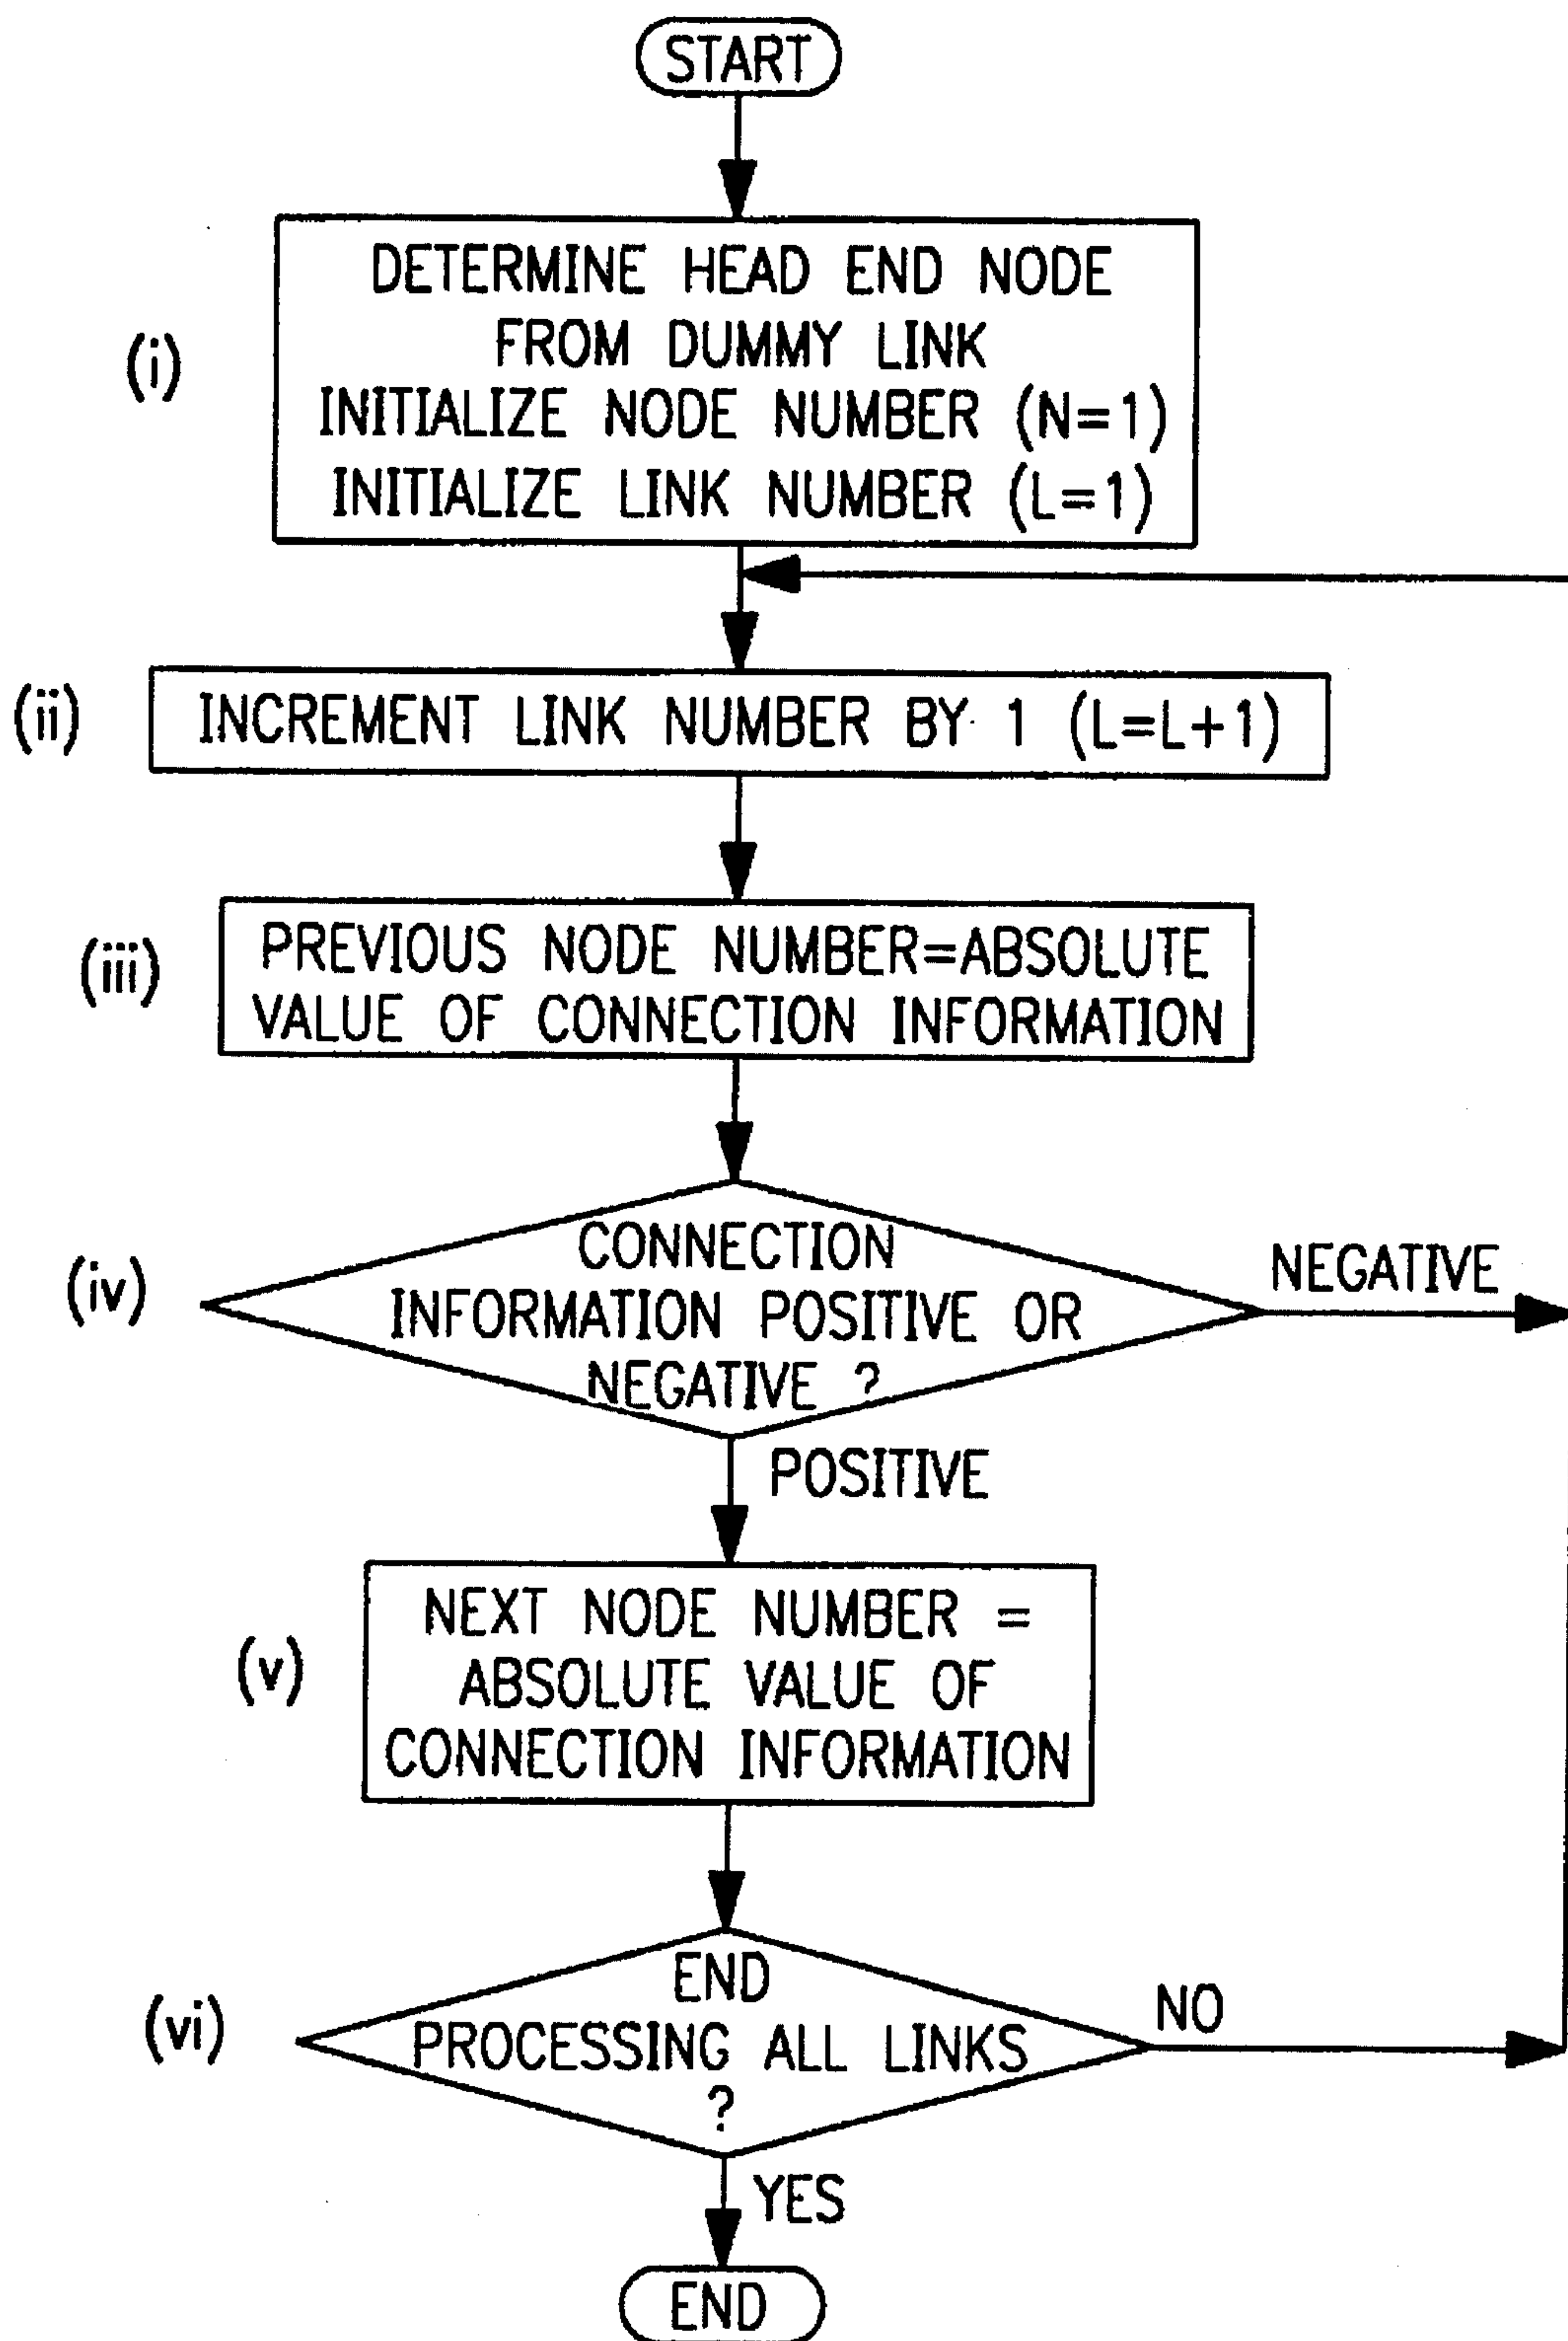 START
DETERMINE HEAD END NODE
FROM DUMMY LINK
(i)
INITIALIZE NODE NUMBER (N=1)
INITIALIZE LINK NUMBER (L=1)
(ii)
INCREMENT LINK NUMBER BY 1 (L=L+1)
(iii)
PREVIOUS NODE NUMBER=ABSOLUTE
VALUE OF CONNECTION INFORMATION
(iv)
CONNECTION
INFORMATION POSITIVE OR
NEGATIVE ?
NEGATIVE
POSITIVE
(v)
NEXT NODE NUMBER =
ABSOLUTE VALUE OF
CONNECTION INFORMATION
(vi)
END
PROCESSING ALL LINKS
?
NO
YES
END